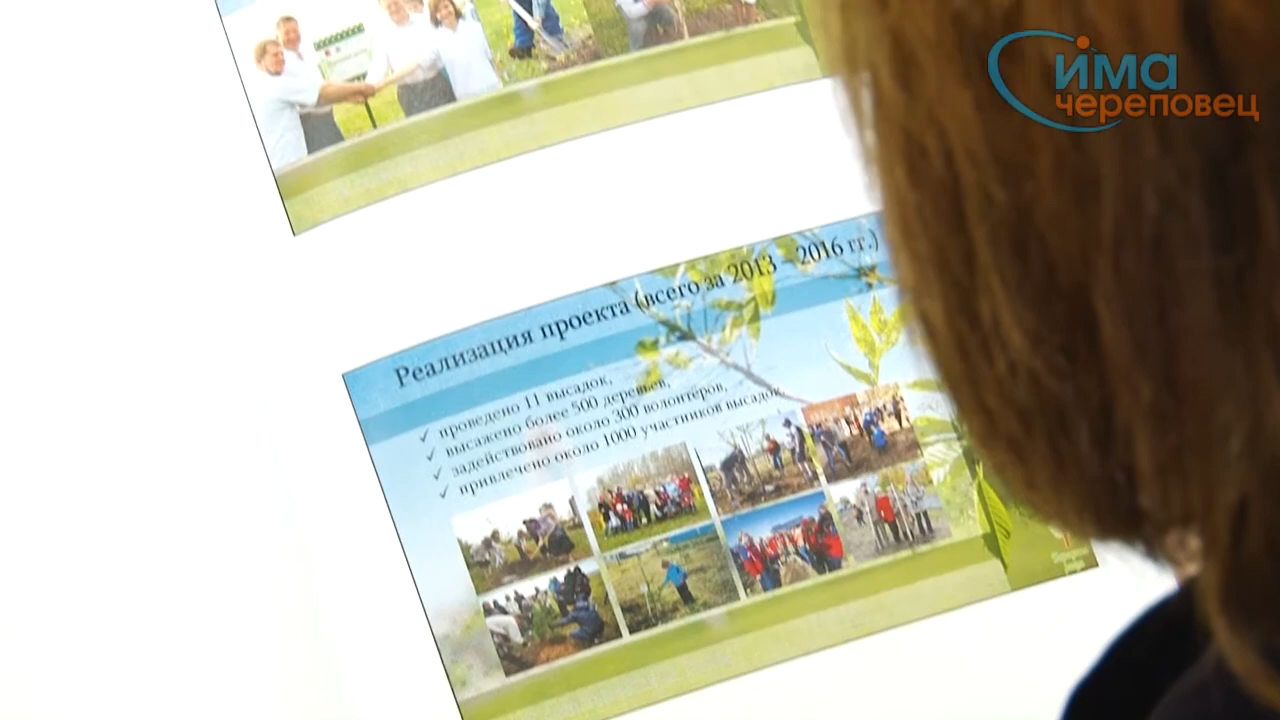 има
череповец
Реализация проекта (всего за 2013 - 2016 гг.)
✓ проведено 11 высадок,
✓ высажено более 500 деревьев,
✓ задействовано около 300 волонтёров,
✓ привлечено около 1000 участников высадок.